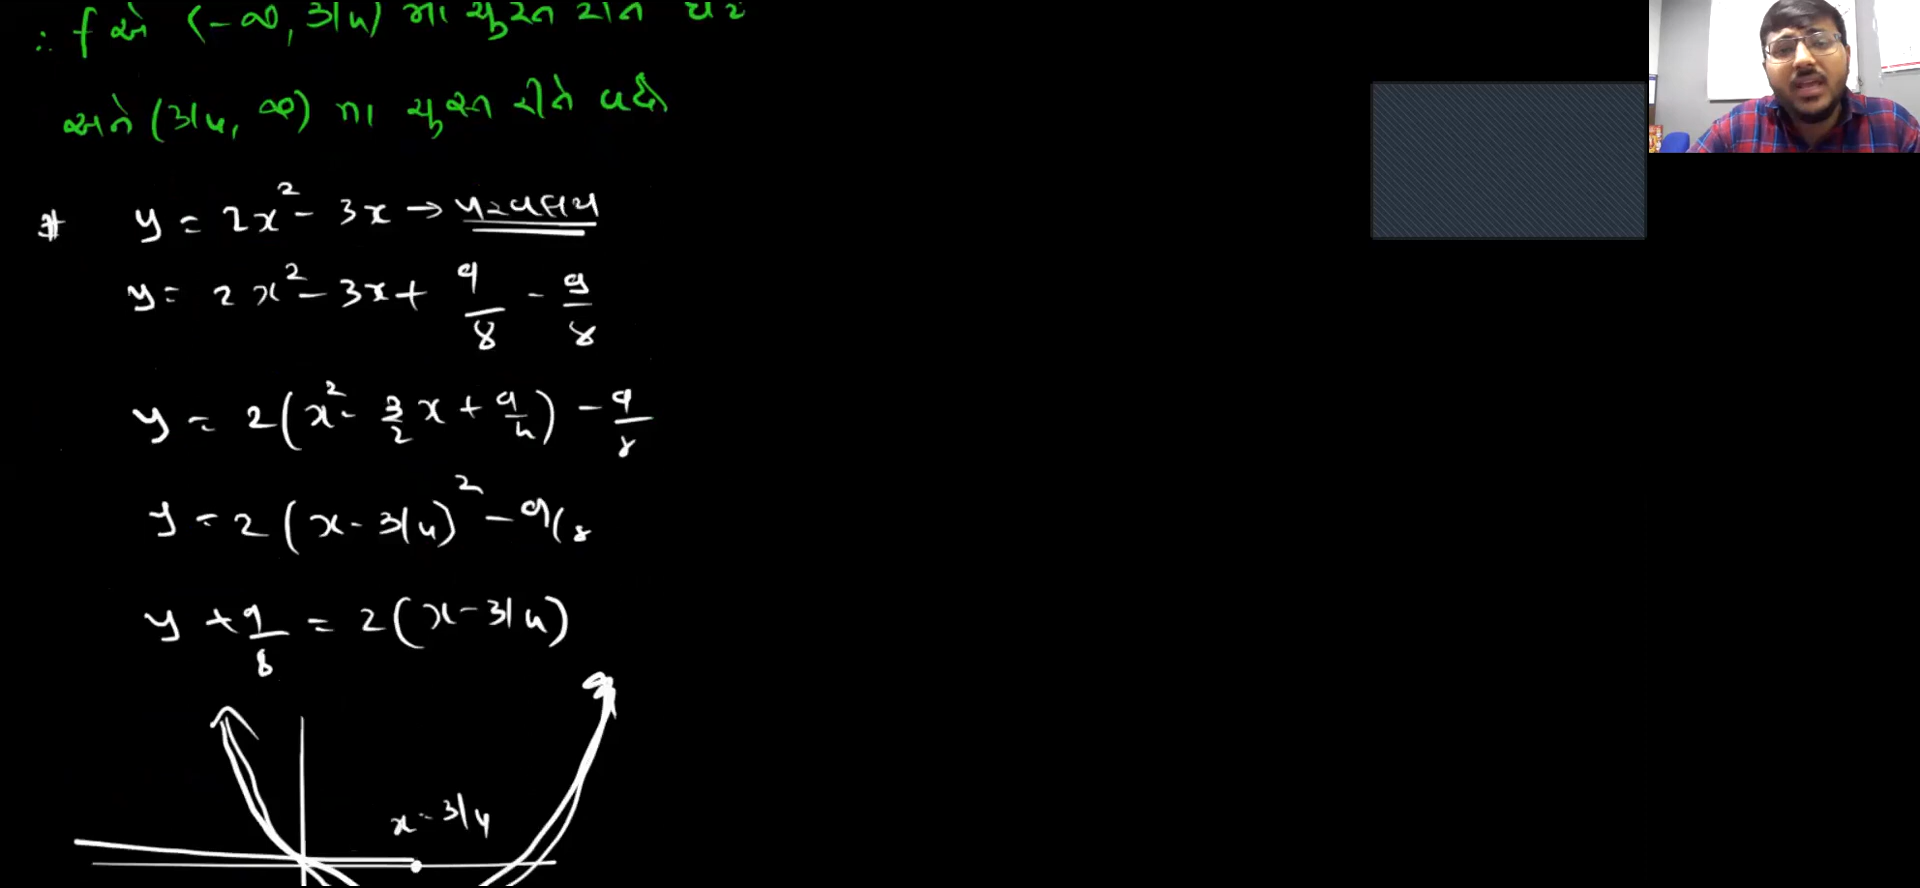 ∴ f એ (-∞, 3/4) માં ચુસ્ત રીતે ઘટે
અને (3/4, ∞) માં ચુસ્ત રીતે વધે
# y = 2x² - 3x → પરવલય
y = 2x² - 3x + 9/8 - 9/8
y = 2(x² - 3/2 x + 9/4) - 9/8
y = 2(x - 3/4)² - 9/8
y + 9/8 = 2(x - 3/4)
x = 3/4